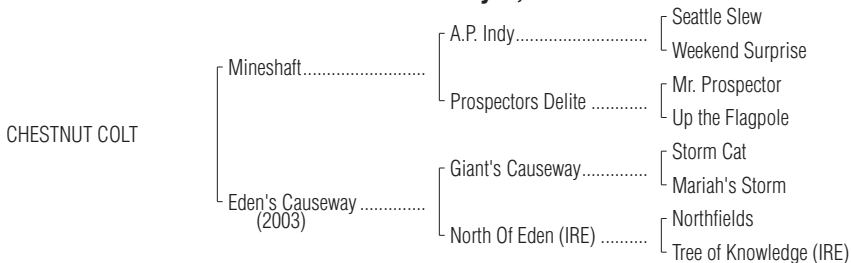 Seattle Slew
A.P. Indy..............................
Weekend Surprise
Mineshaft............................
Mr. Prospector
Prospectors Delite ............
Up the Flagpole
CHESTNUT COLT
Storm Cat
Giant's Causeway...............
Mariah's Storm
Eden's Causeway ...............
(2003)
Northfields
North Of Eden (IRE) ..........
Tree of Knowledge (IRE)